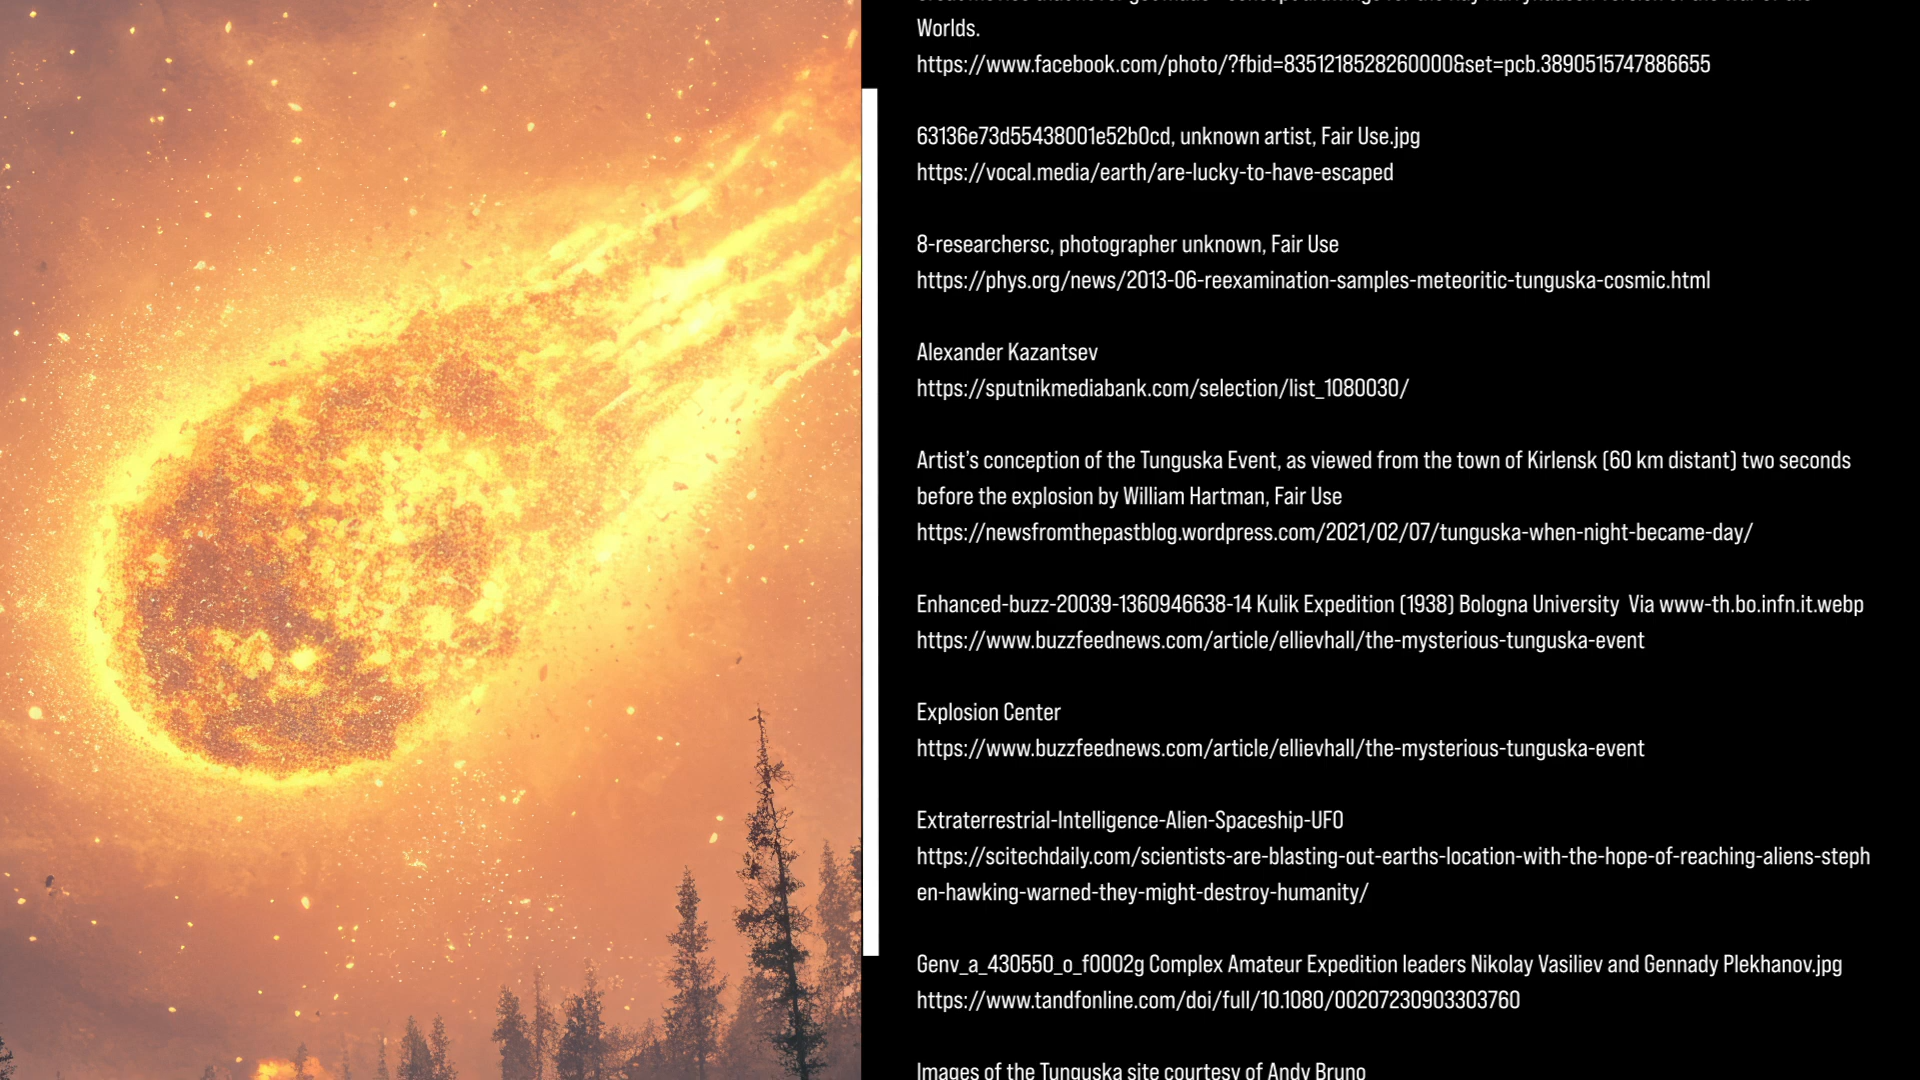 Worlds.
https://www.facebook.com/photo/?fbid=835121852826000&set=pcb.3890515747886655
63136e73d55438001e52b0cd, unknown artist, Fair Use.jpg
https://vocal.media/earth/are-lucky-to-have-escaped
8-researchersc, photographer unknown, Fair Use
https://phys.org/news/2013-06-reexamination-samples-meteoritic-tunguska-cosmic.html
Alexander Kazantsev
https://sputnikmediabank.com/selection/list_1080030/
Artist's conception of the Tunguska Event, as viewed from the town of Kirlensk (60 km distant) two seconds
before the explosion by William Hartman, Fair Use
https://newsfromthepastblog.wordpress.com/2021/02/07/tunguska-when-night-became-day/
Enhanced-buzz-20039-1360946638-14 Kulik Expedition (1938) Bologna University  Via www-th.bo.infn.it.webp
https://www.buzzfeednews.com/article/ellievhall/the-mysterious-tunguska-event
Explosion Center
https://www.buzzfeednews.com/article/ellievhall/the-mysterious-tunguska-event
Extraterrestrial-Intelligence-Alien-Spaceship-UFO
https://scitechdaily.com/scientists-are-blasting-out-earths-location-with-the-hope-of-reaching-aliens-steph
en-hawking-warned-they-might-destroy-humanity/
Genv_a_430550_o_f0002g Complex Amateur Expedition leaders Nikolay Vasiliev and Gennady Plekhanov.jpg
https://www.tandfonline.com/doi/full/10.1080/00207230903303760
Images of the Tunguska site courtesy of Andy Bruno